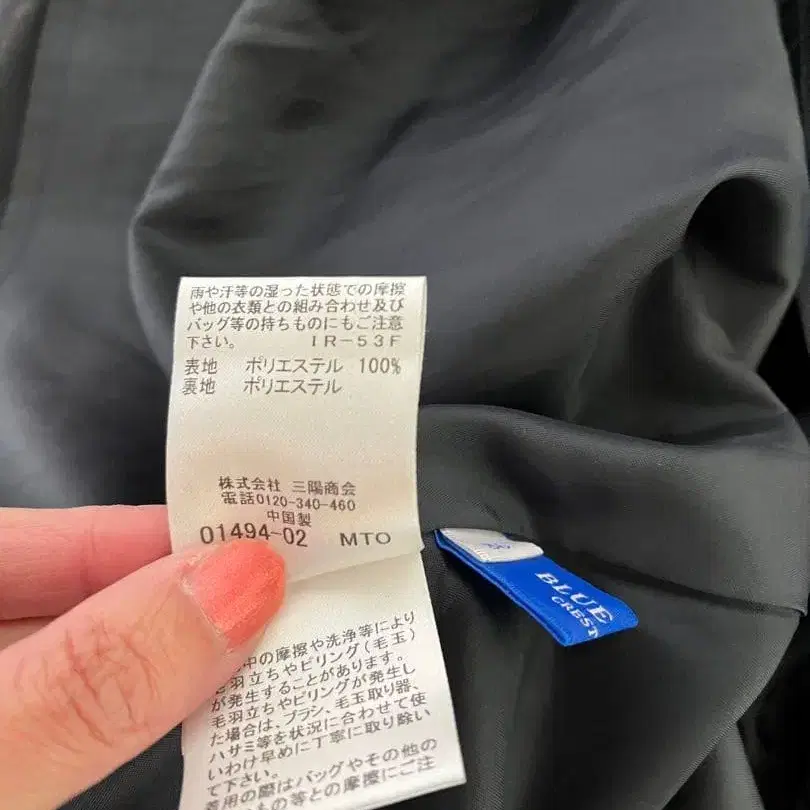 雨や汗等の湿った状態での摩擦
や他の衣類との組み合わせ及び
バッグ等の持ちものにもご注意
下さい。 IR-53F
表地 ポリエステル 100%
裏地 ポリエステル
株式会社 三陽商会
電話0120-340-460
中国製
01494-02 MTO
38
BLUE
CREST
中の摩擦や洗浄等により
毛羽立ちやピリング(毛玉)
が発生することがあります。
毛羽立ちやピリングが発生し
た場合は、ブラシ、毛玉取り器、
ハサミ等を状況に合わせて使
いわけ早めに丁寧に取り除い
て下さい。
着用の際はバッグやその他の
もの等との摩擦にご注